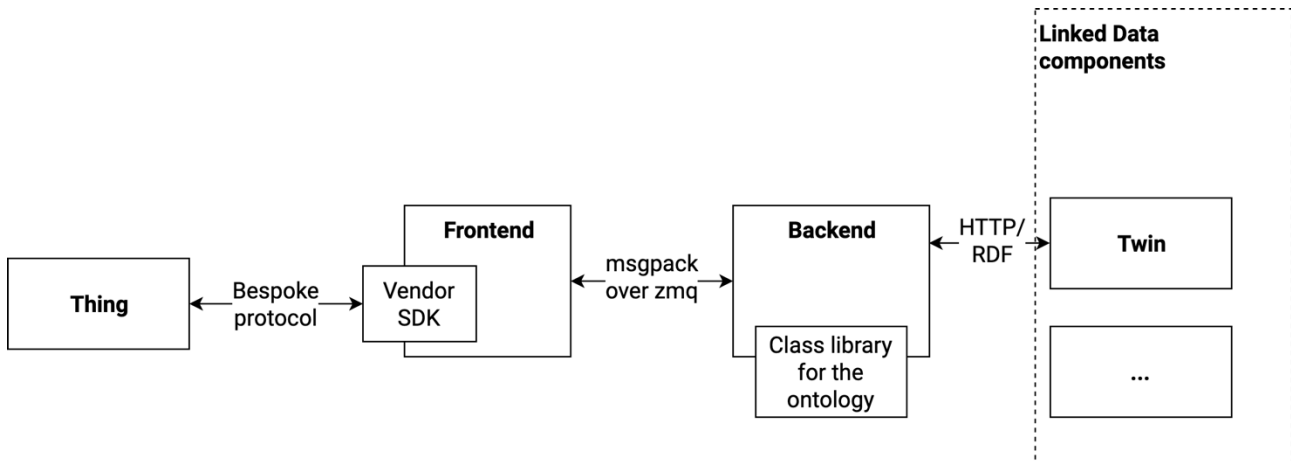 Linked Data
components
Thing
Bespoke
protocol
Vendor
SDK
Frontend
msgpack
over zmq
Backend
Class library
for the
ontology
HTTP/
RDF
Twin
...